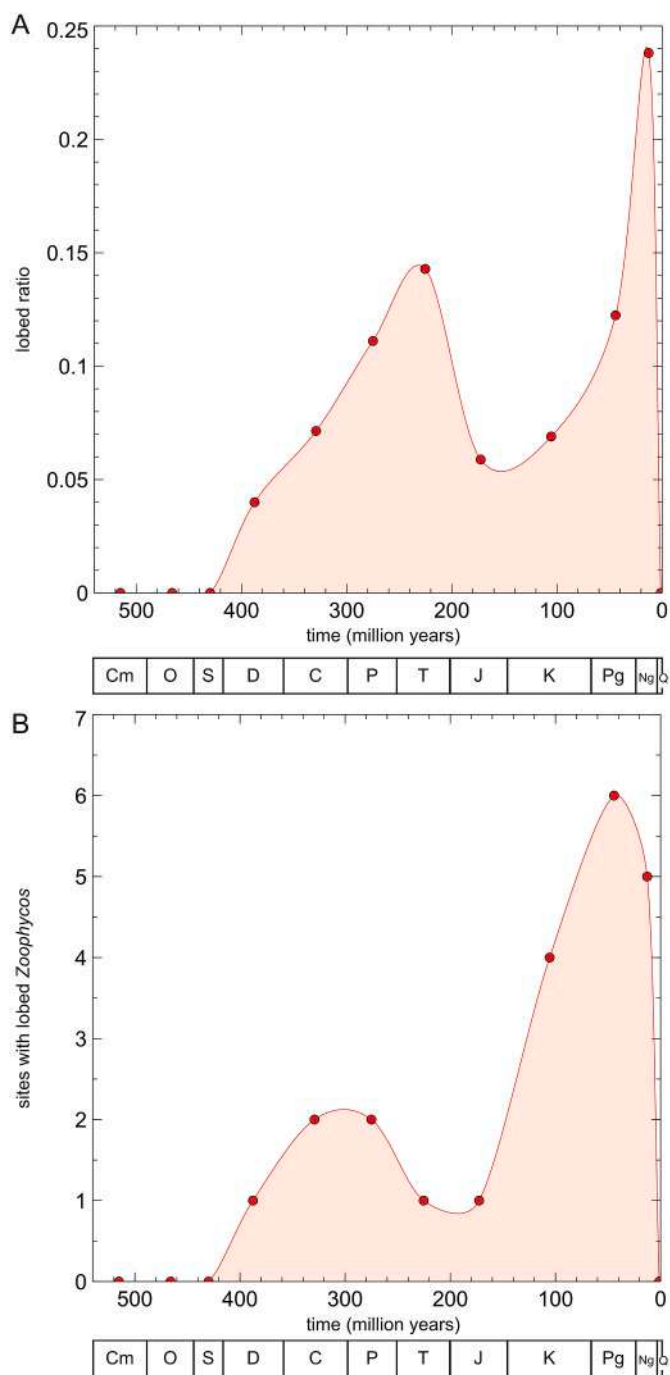 A
0.25
0.2
0.15
0.1
0.05
0
lobed ratio
500 400 300 200 100 0
time (million years)
Cm O S D C P T J K Pg Ng Q
B
7
6
5
4
3
2
1
0
sites with lobed Zoophycos
500 400 300 200 100 0
time (million years)
Cm O S D C P T J K Pg Ng Q